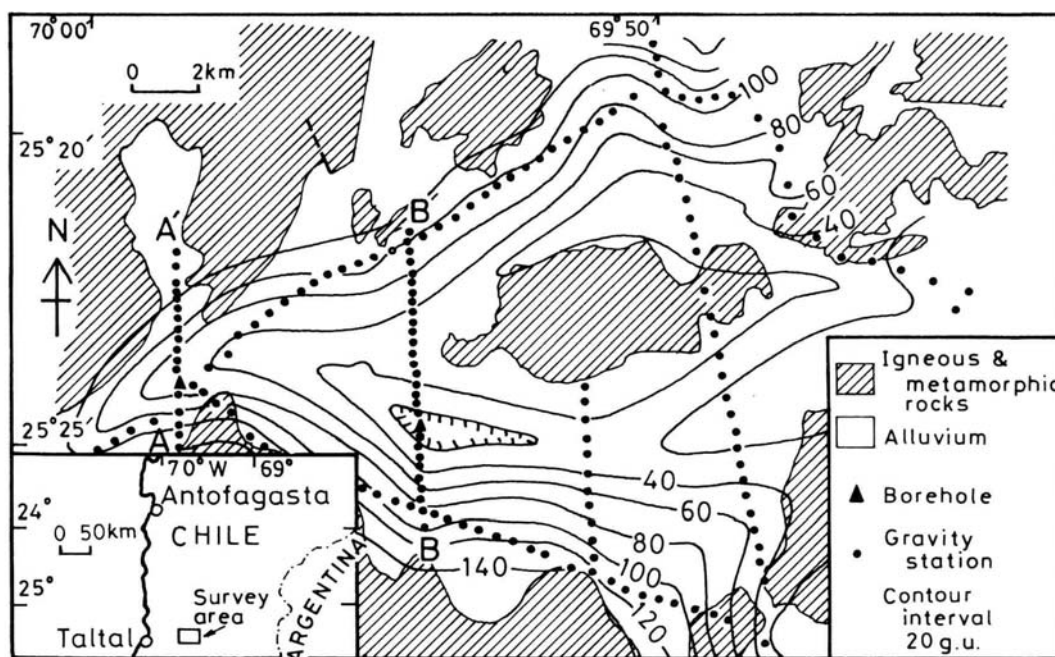 70°00'
69°50'
0 2km
100
80
25°20'
60
40
B
N
A'
Igneous &
metamorphic
rocks
Alluvium
25°25'
A
40
70°W 69°
60
Antofagasta
Borehole
24°
CHILE
0 50km
80
Gravity
station
B
140
100
25°
Survey
area
ARGENTINA
120
Contour
interval
20 g.u.
Taltal